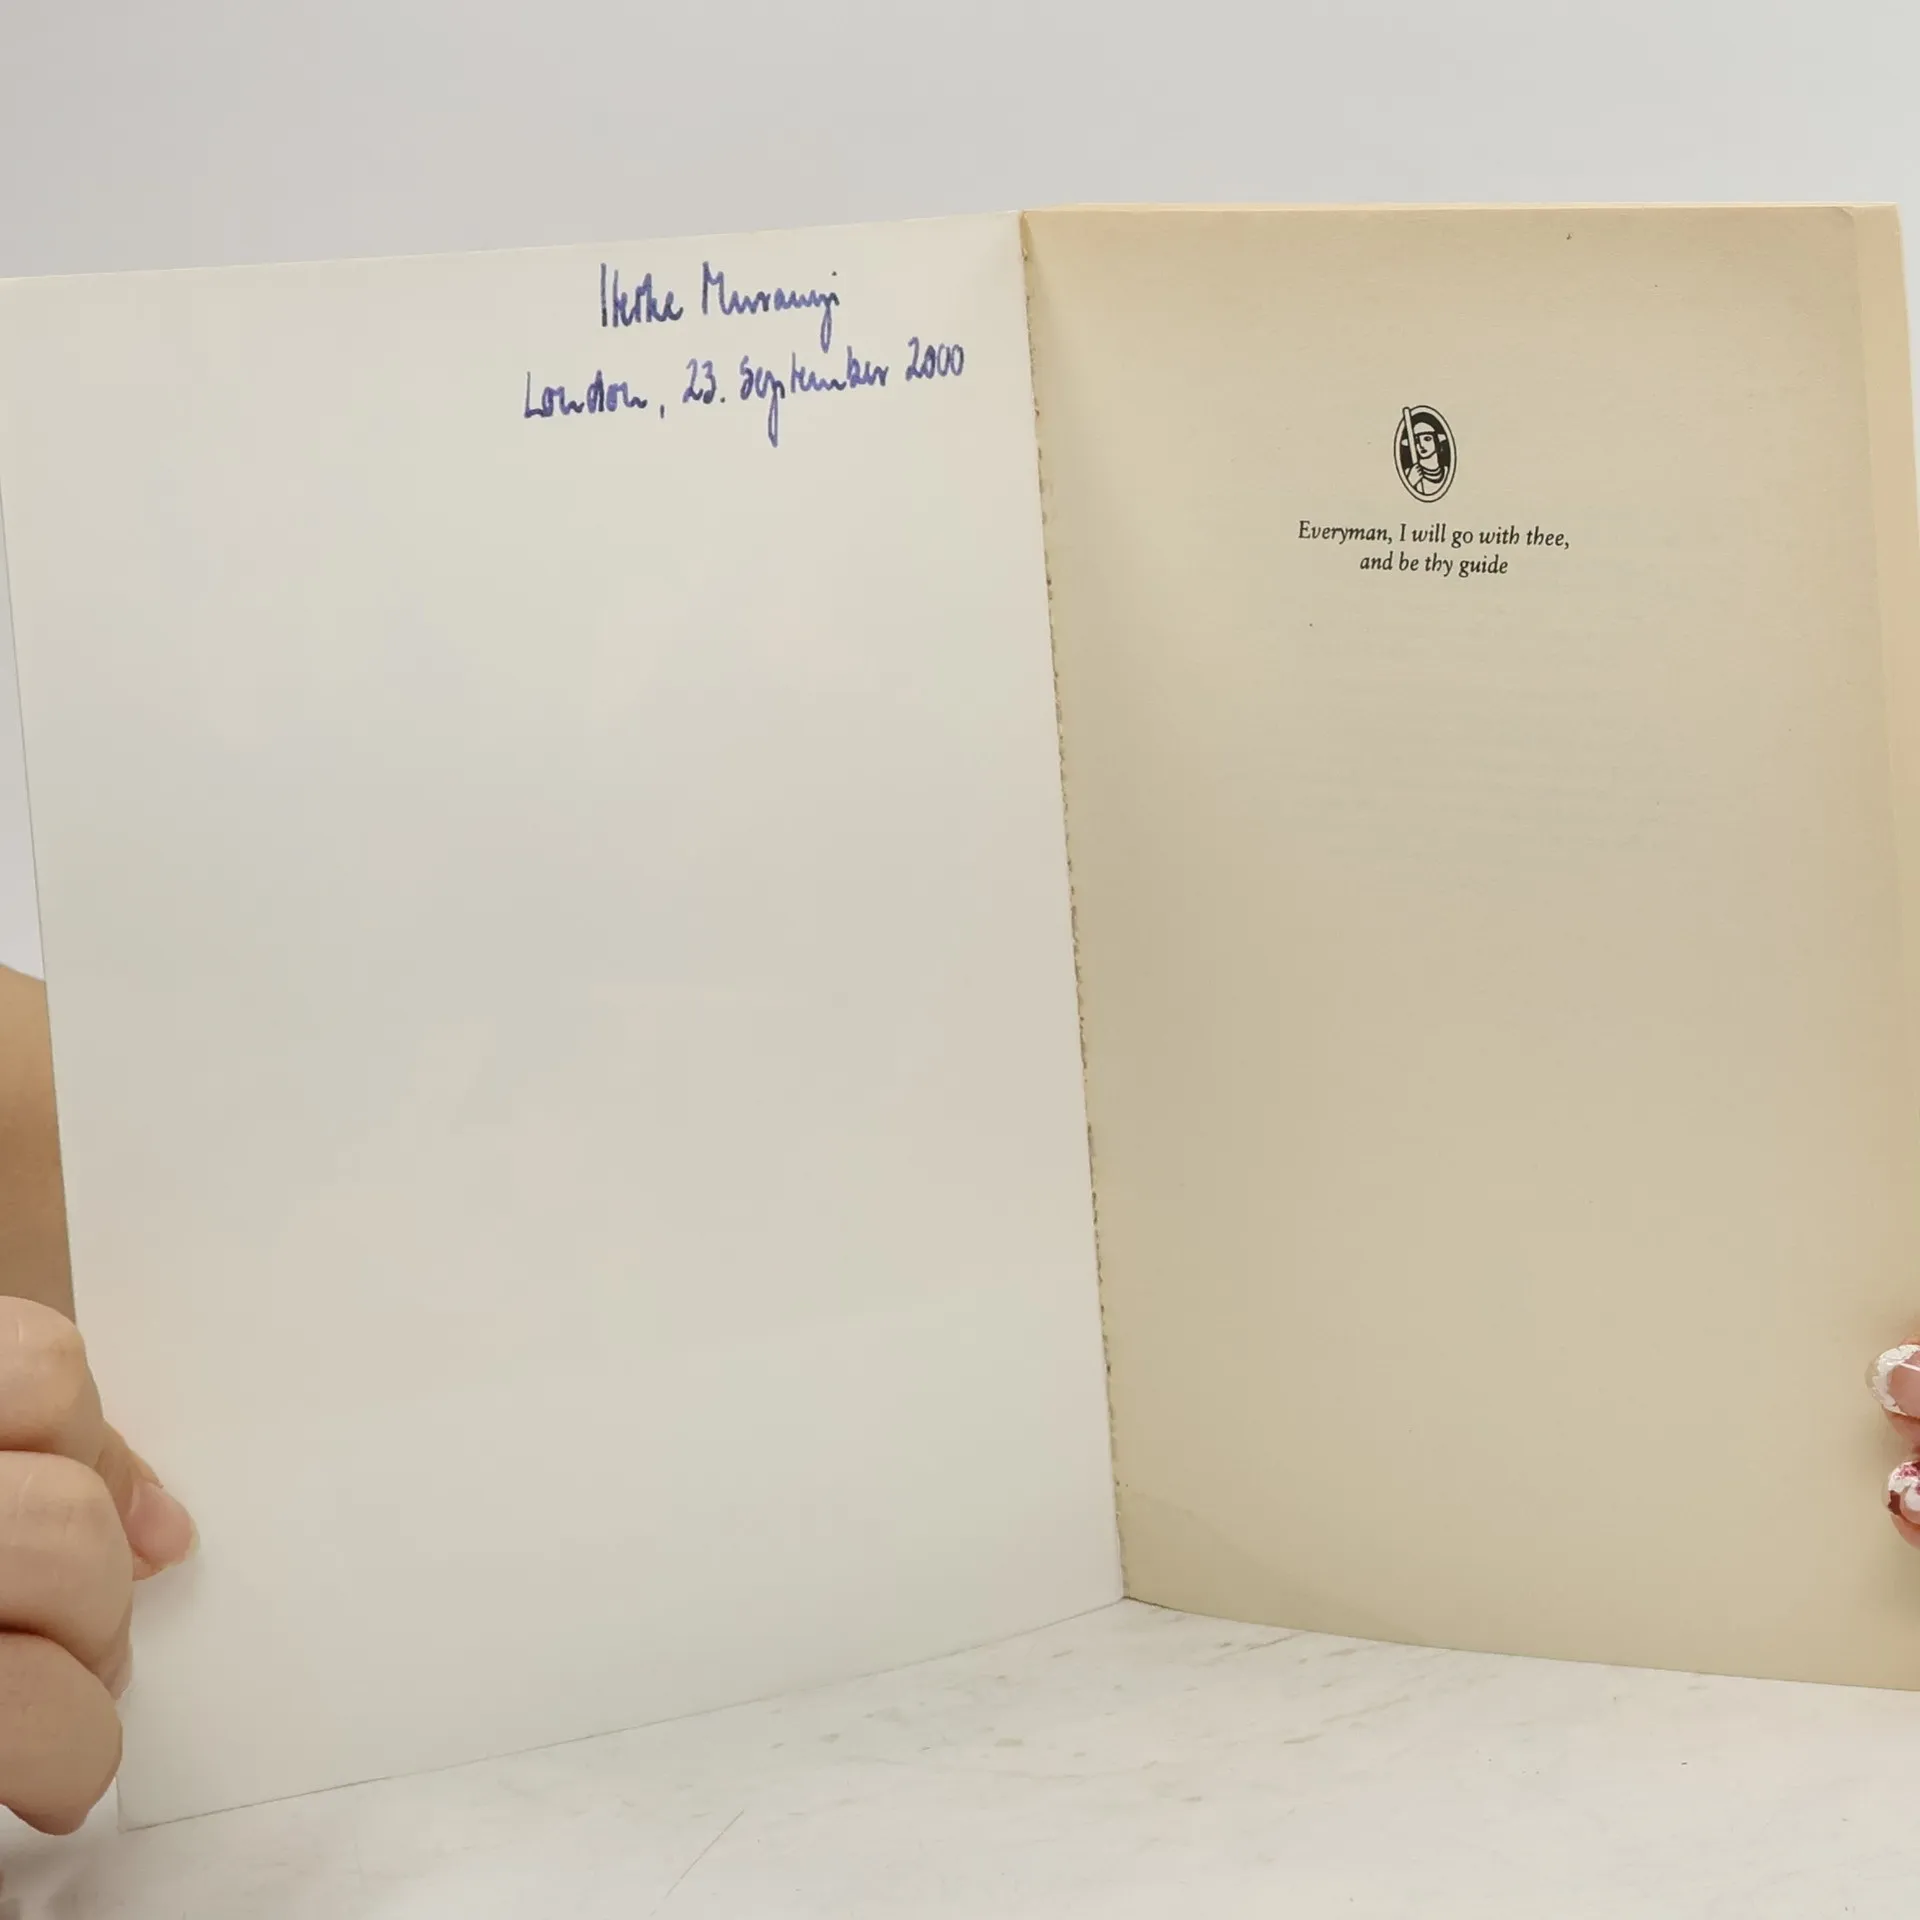 London, 23. September 2000
Everyman, I will go with thee,
and be thy guide